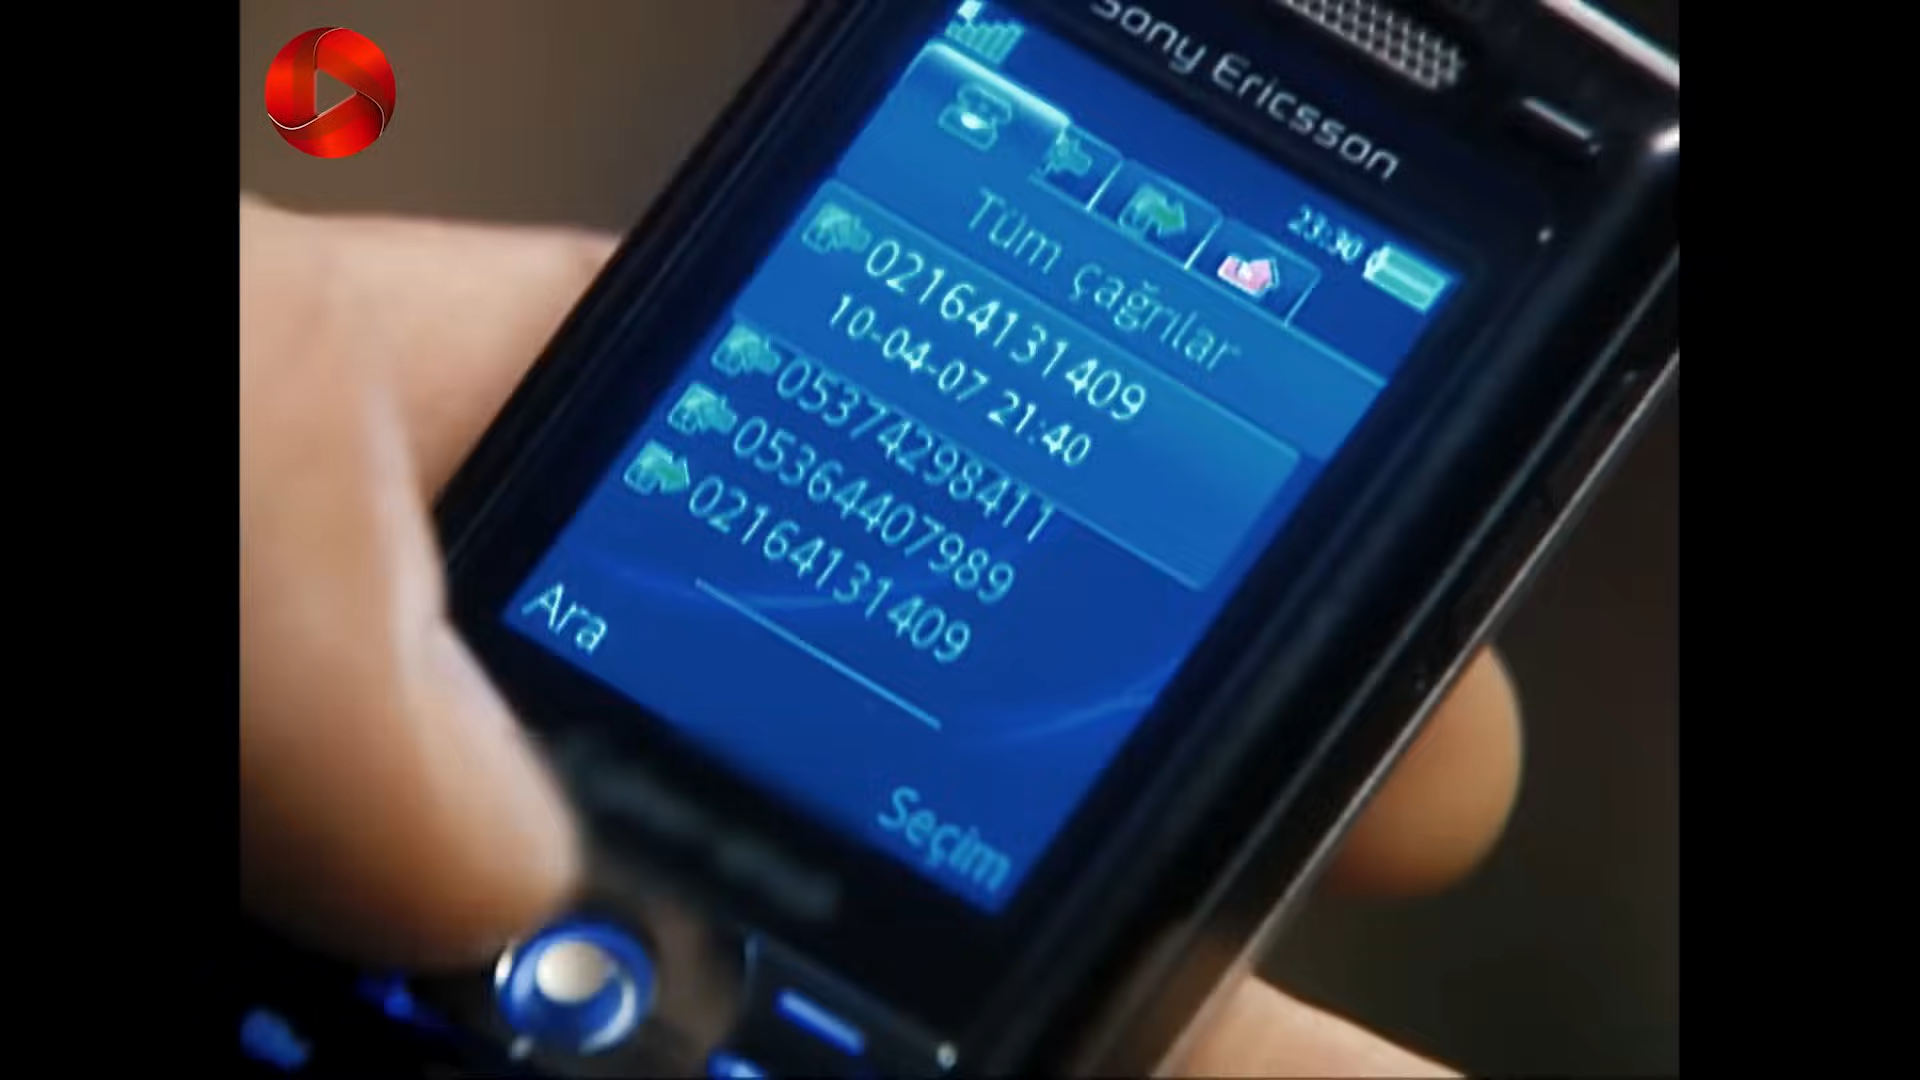 Sony Ericsson
23:30
Tüm çağrılar
02164131409
10-04-07 21:40
05374298411
05364407989
02164131409
Ara
Seçim